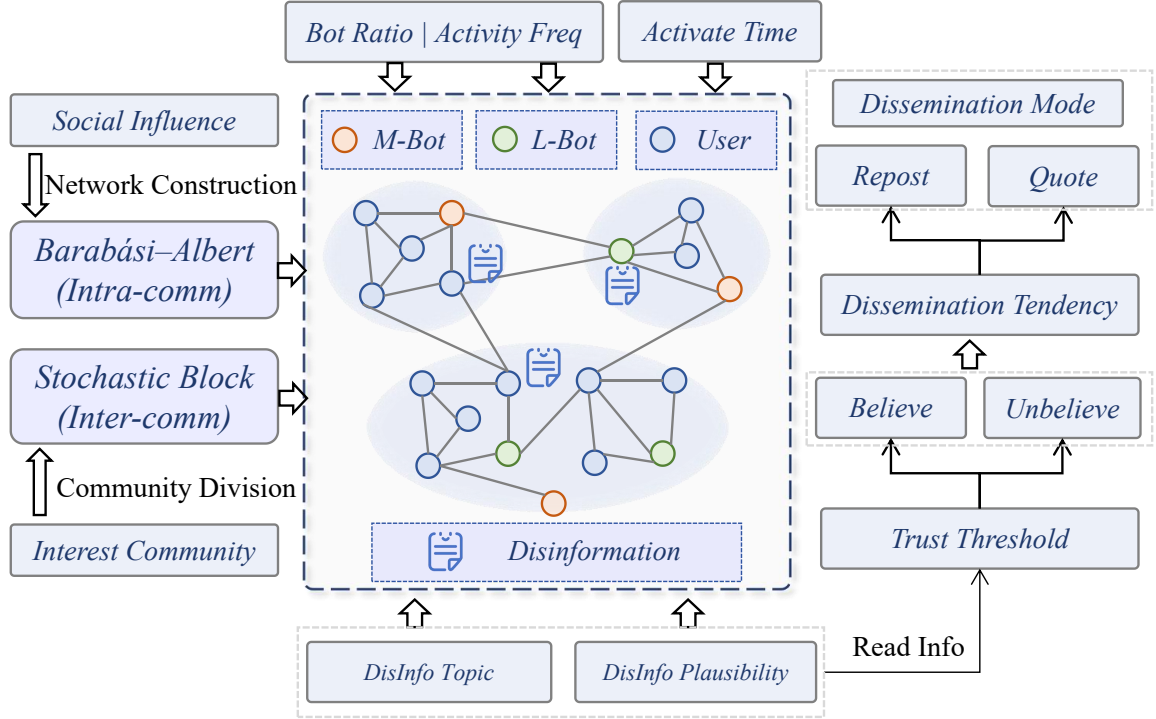 Bot Ratio | Activity Freq
Activate Time
Social Influence
Network Construction
Barabási–Albert
(Intra-comm)
Stochastic Block
(Inter-comm)
Community Division
Interest Community
M-Bot
L-Bot
User
Disinformation
DisInfo Topic
DisInfo Plausibility
Read Info
Dissemination Mode
Repost
Quote
Dissemination Tendency
Believe
Unbelieve
Trust Threshold